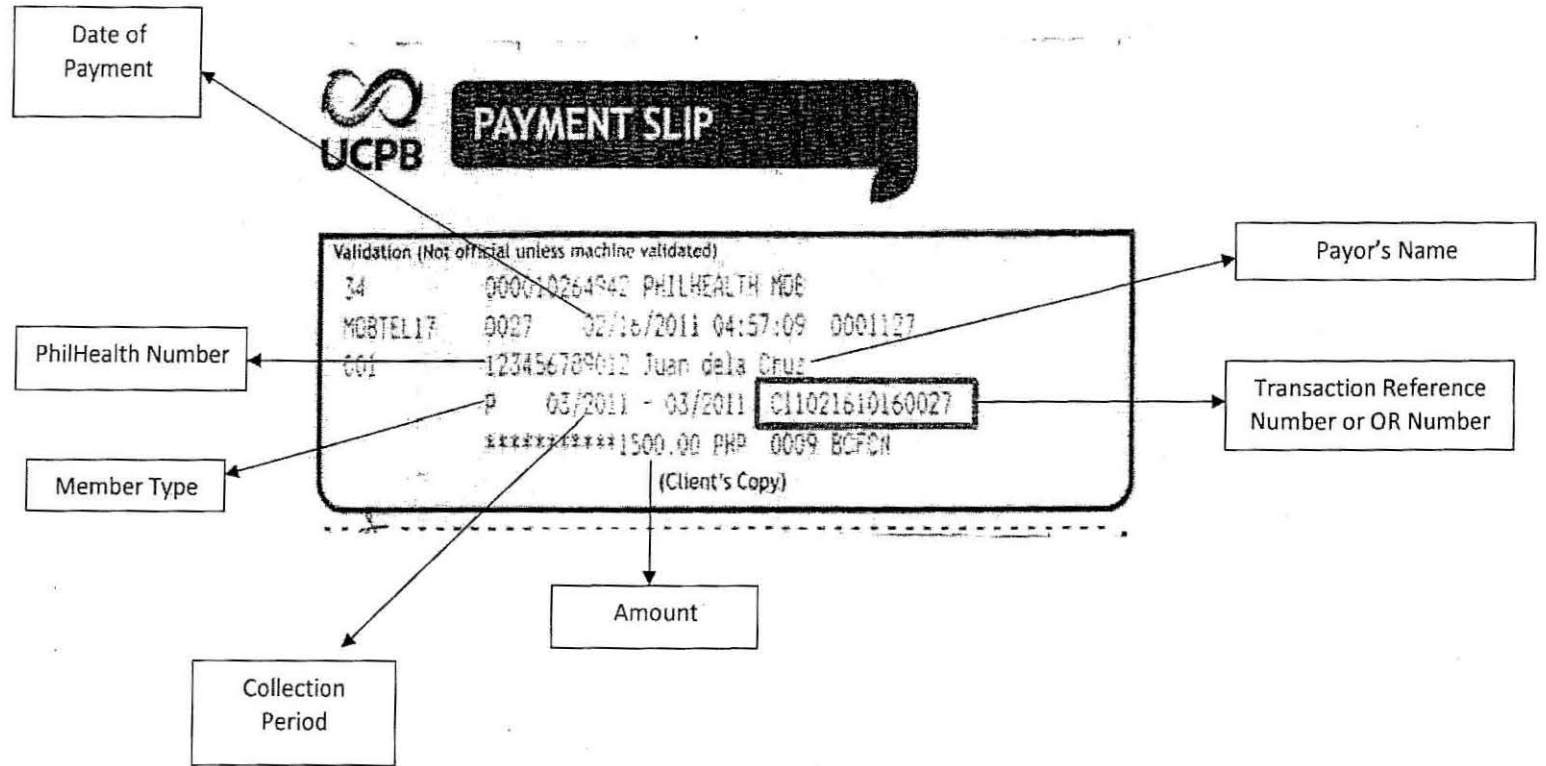 Date of
Payment
UCPB
PAYMENT SLIP
Validation (Not official unless machine validated)
34 000010264942 PHILHEALTH MOB
MOBTEL17 0027 02/16/2011 04:57:09 0001127
001 123456789012 Juan dela Cruz
P 03/2011 - 03/2011 C11021610160027
***********1500.00 PHP 0009 BCFCN
(Client's Copy)
Payor's Name
PhilHealth Number
Transaction Reference
Number or OR Number
Member Type
Amount
Collection
Period